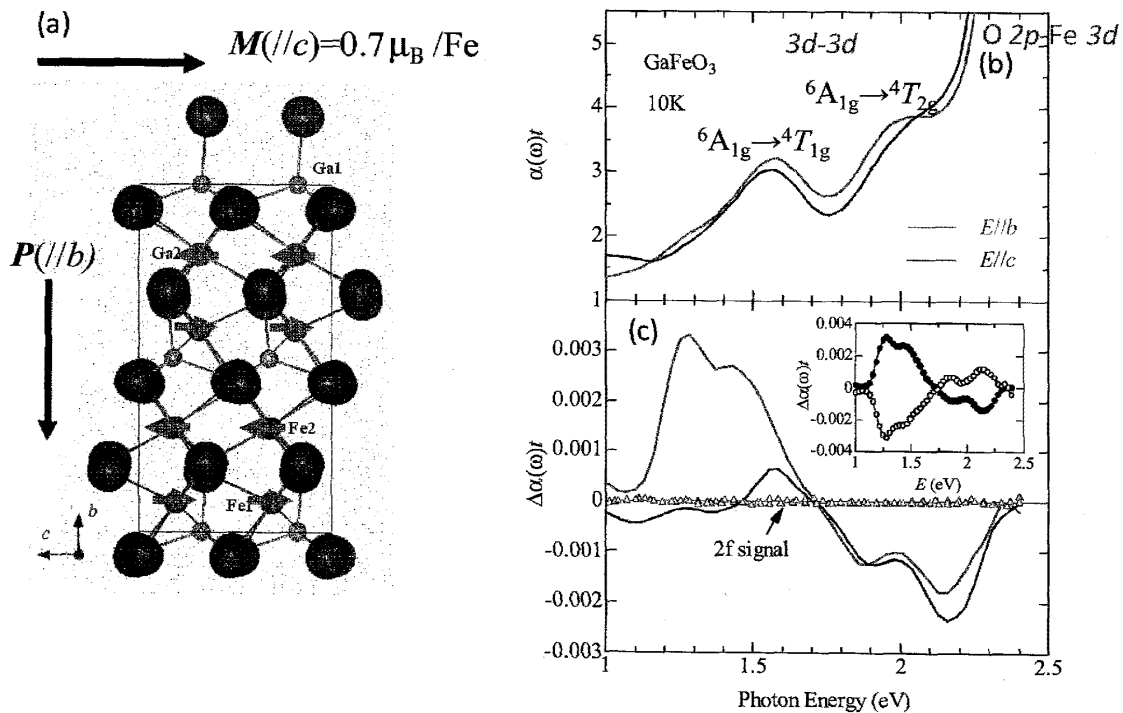 (a)
M(//c)=0.7 μB /Fe
P(//b)
Ga1
Ga2
Fe2
Fe1
b
c
5
4
3
2
1
α(ω)t
GaFeO3
10K
3d-3d
O 2p-Fe 3d
(b)
⁶A1g→⁴T2g
⁶A1g→⁴T1g
E//b
E//c
(c)
0.003
0.002
0.001
0
-0.001
-0.002
-0.003
Δα(ω)t
2f signal
0.004
0.002
0
-0.002
-0.004
Δα(ω)t
1
1.5
2
2.5
E (eV)
1
1.5
2
2.5
Photon Energy (eV)